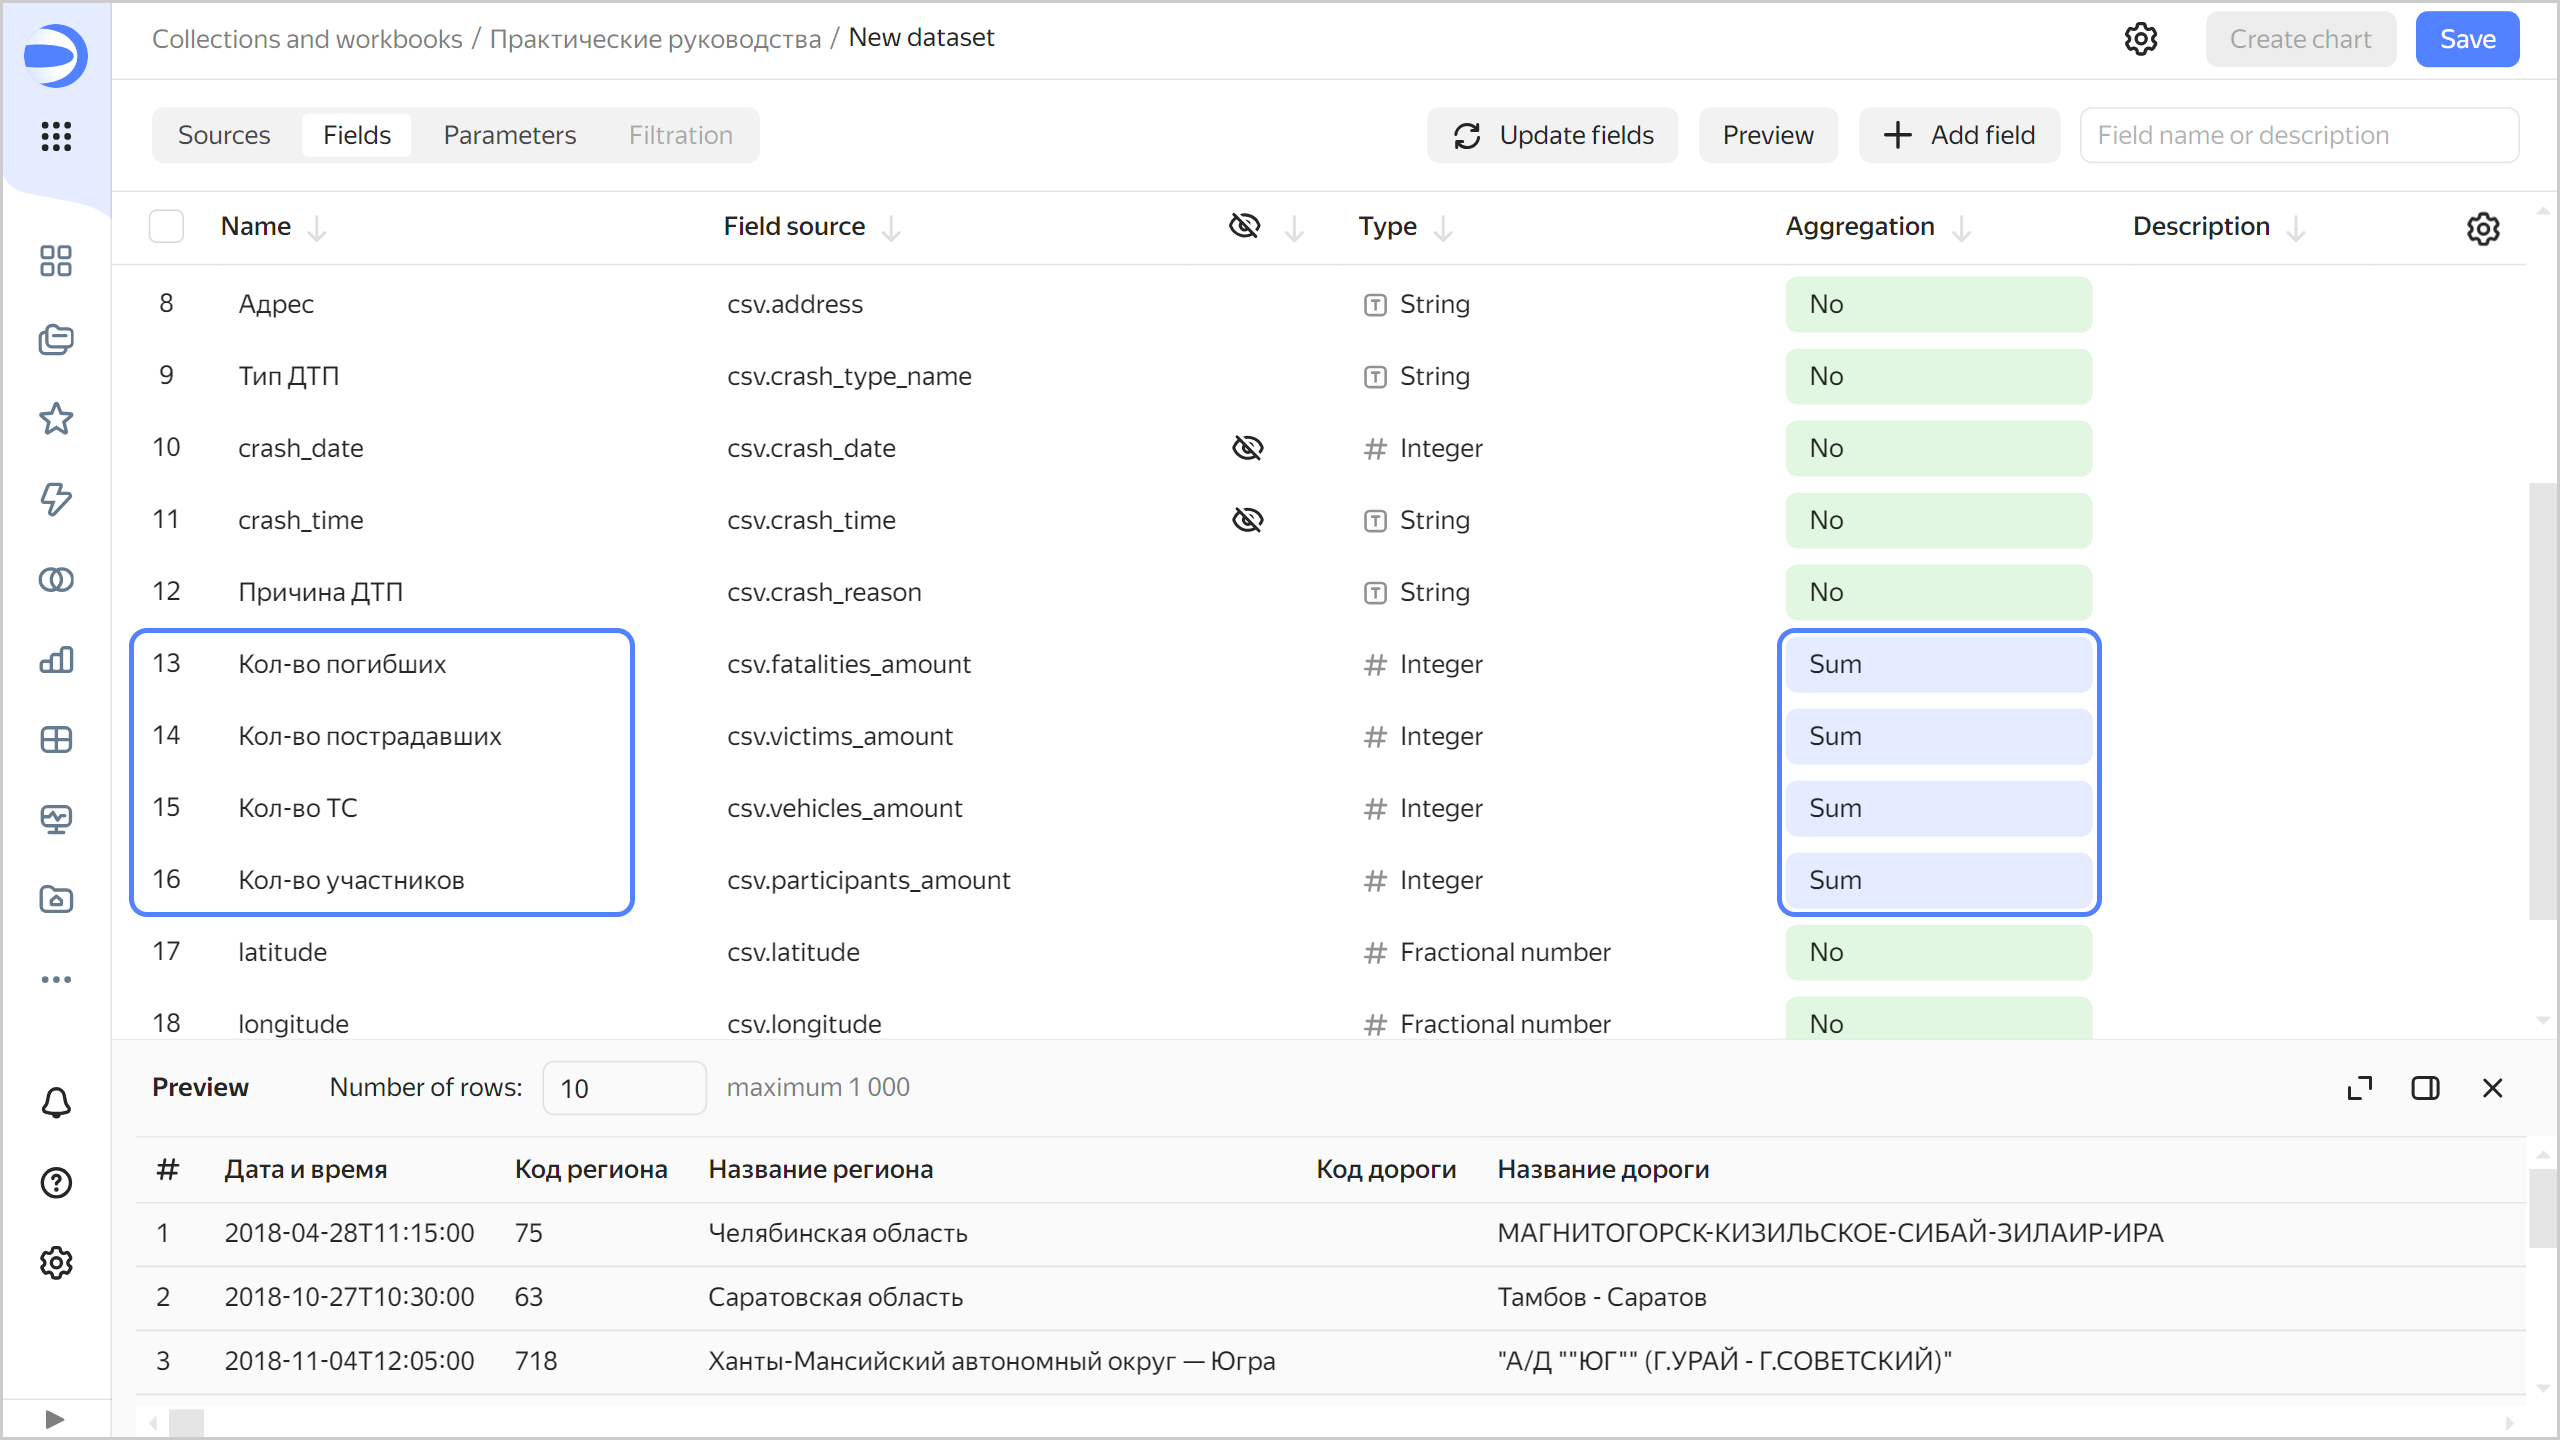 Collections and workbooks / Практические руководства / New dataset
Create chart
Save
Sources Fields Parameters Filtration
Update fields
Preview
Add field
Field name or description
Name Field source Type Aggregation Description
8 Адрес csv.address String No
9 Тип ДТП csv.crash_type_name String No
10 crash_date csv.crash_date # Integer No
11 crash_time csv.crash_time String No
12 Причина ДТП csv.crash_reason String No
13 Кол-во погибших csv.fatalities_amount # Integer Sum
14 Кол-во пострадавших csv.victims_amount # Integer Sum
15 Кол-во ТС csv.vehicles_amount # Integer Sum
16 Кол-во участников csv.participants_amount # Integer Sum
17 latitude csv.latitude # Fractional number No
18 longitude csv.longitude # Fractional number No
Preview Number of rows: 10 maximum 1 000
# Дата и время Код региона Название региона Код дороги Название дороги
1 2018-04-28T11:15:00 75 Челябинская область МАГНИТОГОРСК-КИЗИЛЬСКОЕ-СИБАЙ-ЗИЛАИР-ИРА
2 2018-10-27T10:30:00 63 Саратовская область Тамбов - Саратов
3 2018-11-04T12:05:00 718 Ханты-Мансийский автономный округ — Югра "А/Д ""ЮГ"" (Г.УРАЙ - Г.СОВЕТСКИЙ)"